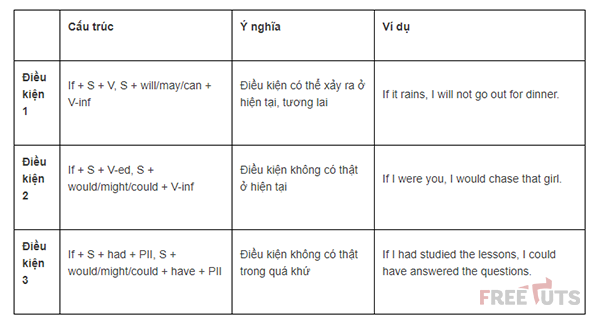 Cấu trúc
Ý nghĩa
Ví dụ
Điều
kiện
1
If + S + V, S + will/may/can +
V-inf
Điều kiện có thể xảy ra ở
hiện tại, tương lai
If it rains, I will not go out for dinner.
Điều
kiện
2
If + S + V-ed, S +
would/might/could + V-inf
Điều kiện không có thật
ở hiện tại
If I were you, I would chase that girl.
Điều
kiện
3
If + S + had + PII, S +
would/might/could + have + PII
Điều kiện không có thật
trong quá khứ
If I had studied the lessons, I could
have answered the questions.
FREETUTS